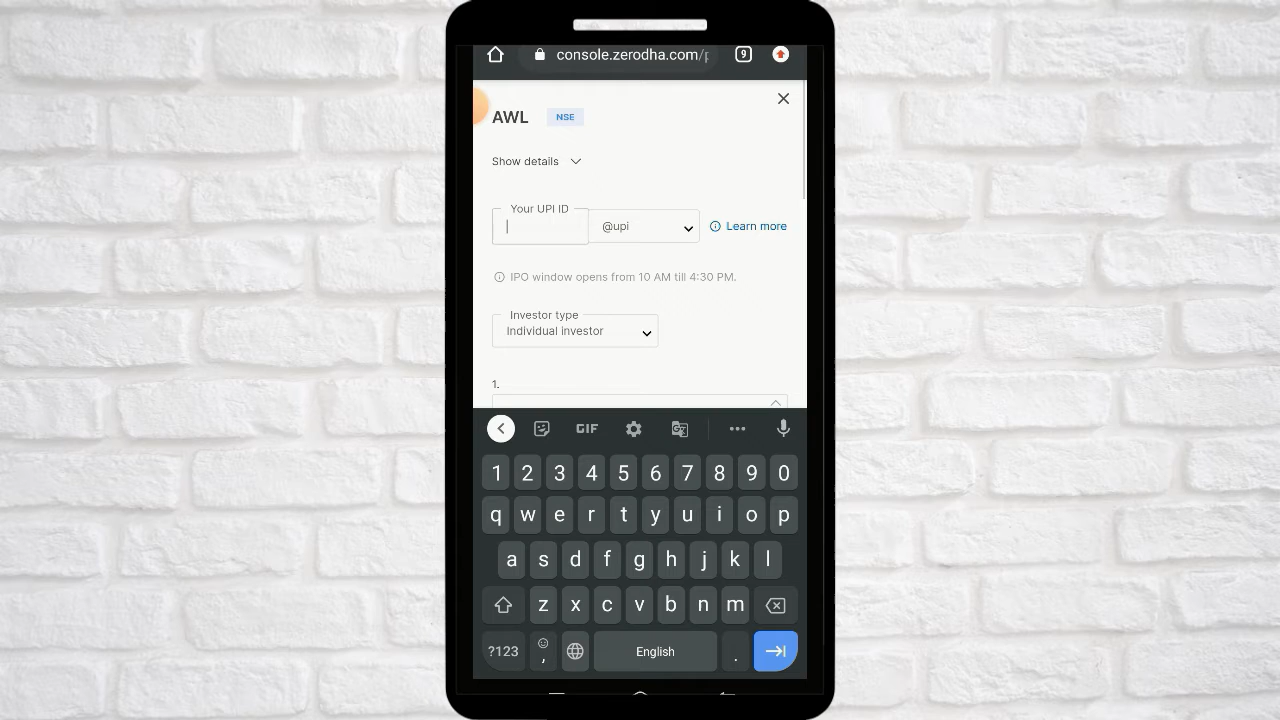 console.zerodha.com/p
9
AWL NSE
Show details
Your UPI ID
@upi Learn more
IPO window opens from 10 AM till 4:30 PM.
Investor type
Individual investor
1.
GIF
1 2 3 4 5 6 7 8 9 0
q w e r t y u i o p
a s d f g h j k l
z x c v b n m
?123 , English .